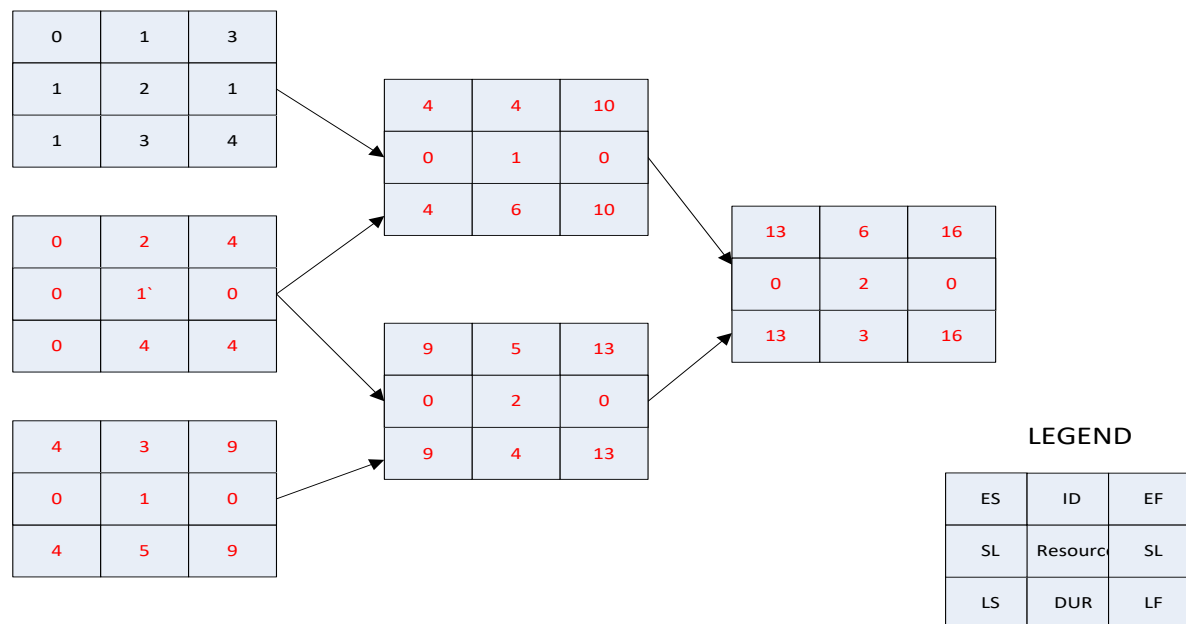 0 1 3
1 2 1
1 3 4
0 2 4
0 1` 0
0 4 4
4 3 9
0 1 0
4 5 9
4 4 10
0 1 0
4 6 10
9 5 13
0 2 0
9 4 13
13 6 16
0 2 0
13 3 16
LEGEND
ES ID EF
SL Resourc SL
LS DUR LF